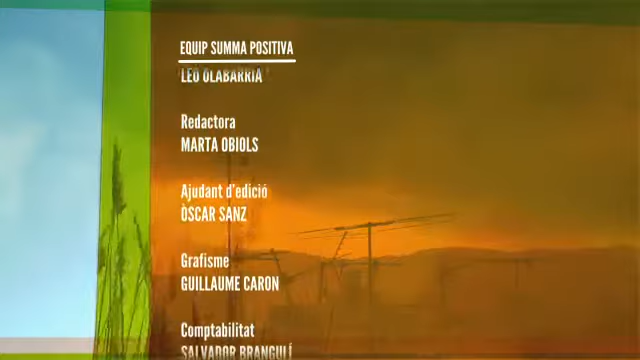 EQUIP SUMMA POSITIVA
LEO OLABARRIA
Redactora
MARTA OBIOLS
Ajudant d'edició
ÒSCAR SANZ
Grafisme
GUILLAUME CARON
Comptabilitat
SALVADOR BRANGULÍ